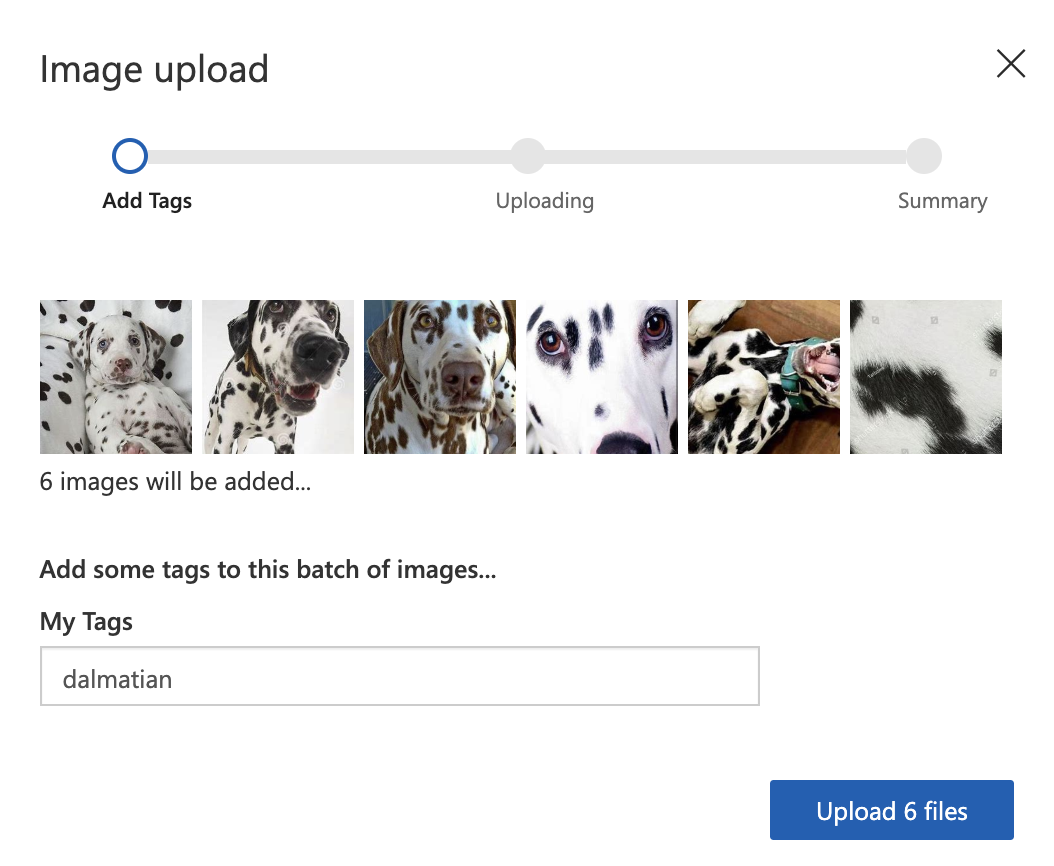 Image upload
Add Tags
Uploading
Summary
6 images will be added...
Add some tags to this batch of images...
My Tags
dalmatian
Upload 6 files